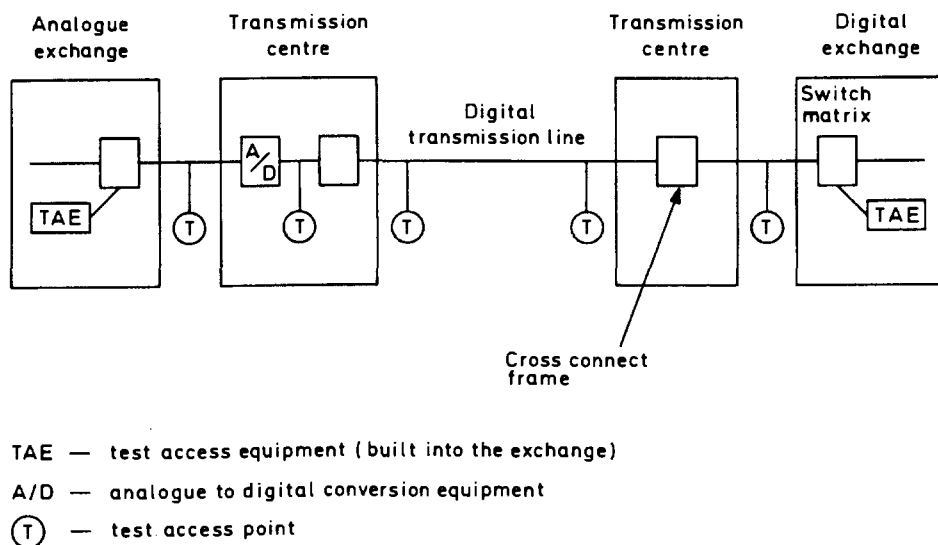 Analogue
exchange
Transmission
centre
Transmission
centre
Digital
exchange
Digital
transmission line
Switch
matrix
A/D
TAE
TAE
T
T
T
T
T
Cross connect
frame
TAE — test access equipment (built into the exchange)
A/D — analogue to digital conversion equipment
T — test access point